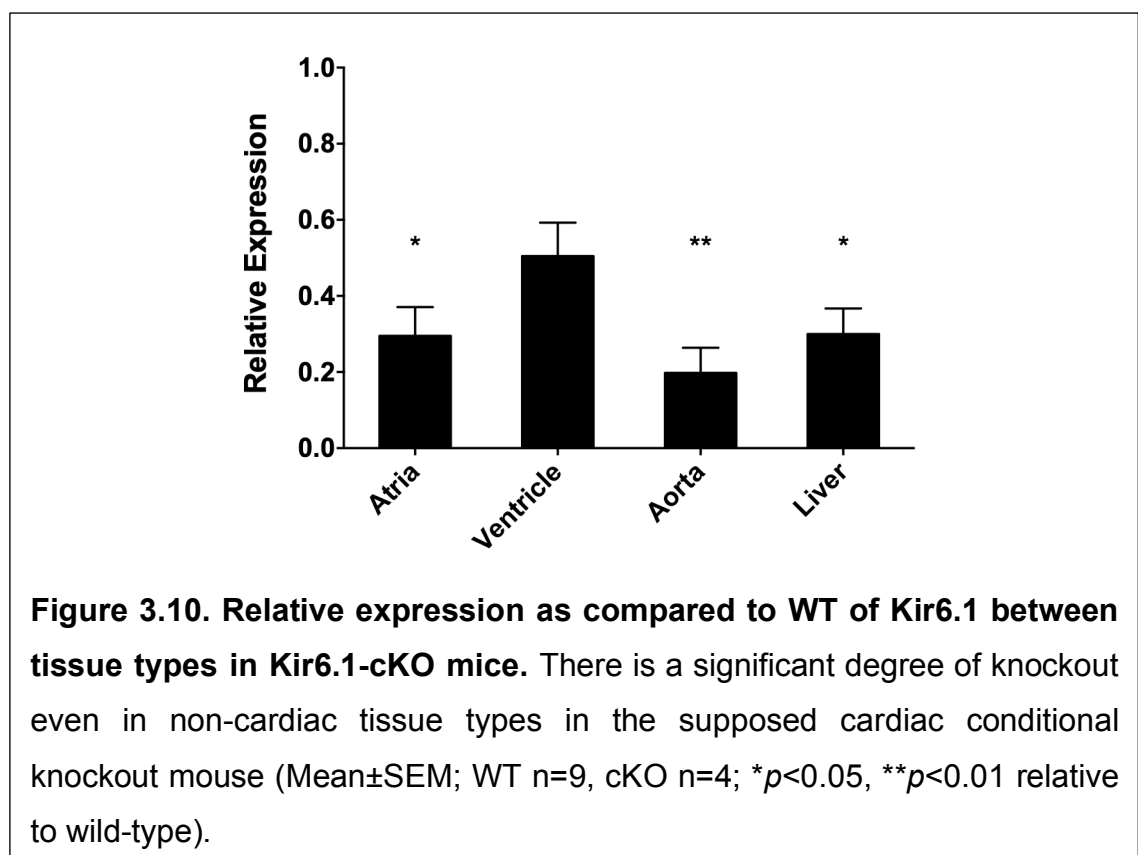 1.0
0.8
0.6
0.4
0.2
0.0
Relative Expression
*
**
*
Atria
Ventricle
Aorta
Liver
Figure 3.10. Relative expression as compared to WT of Kir6.1 between
tissue types in Kir6.1-cKO mice. There is a significant degree of knockout
even in non-cardiac tissue types in the supposed cardiac conditional
knockout mouse (Mean±SEM; WT n=9, cKO n=4; *p<0.05, **p<0.01 relative
to wild-type).